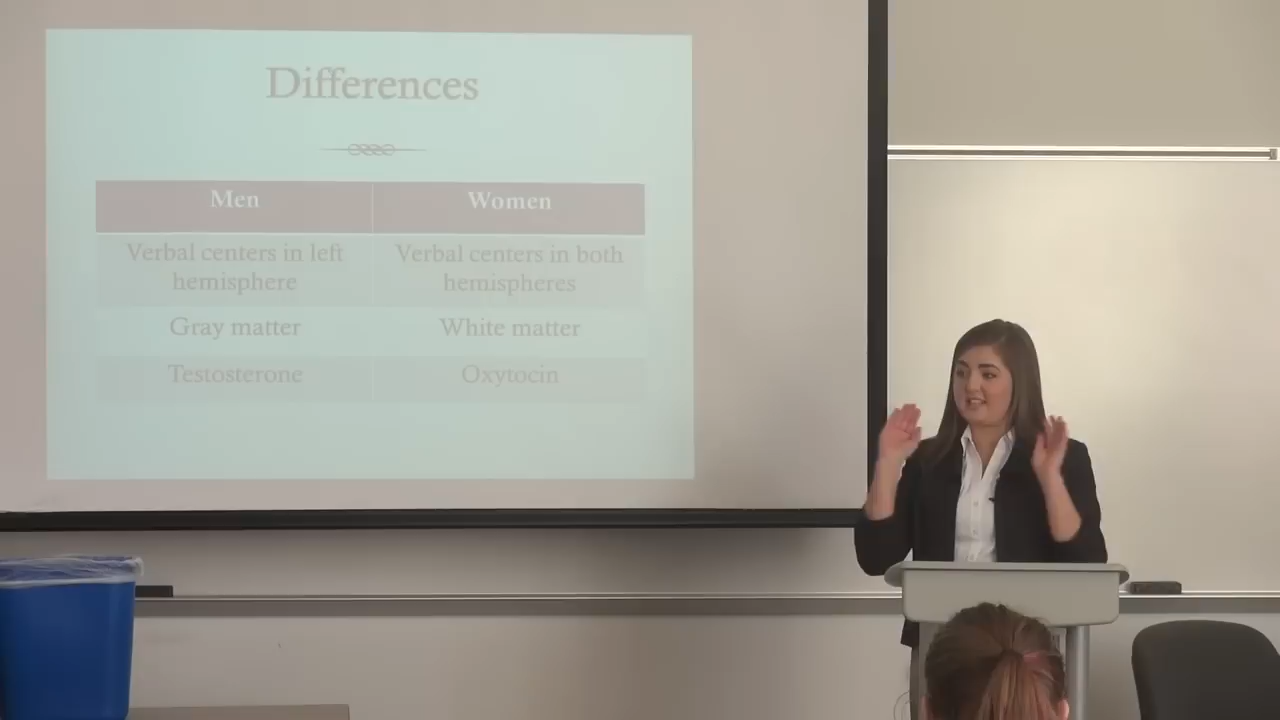 Differences
Men
Women
Verbal centers in left
hemisphere
Verbal centers in both
hemispheres
Gray matter
White matter
Testosterone
Oxytocin